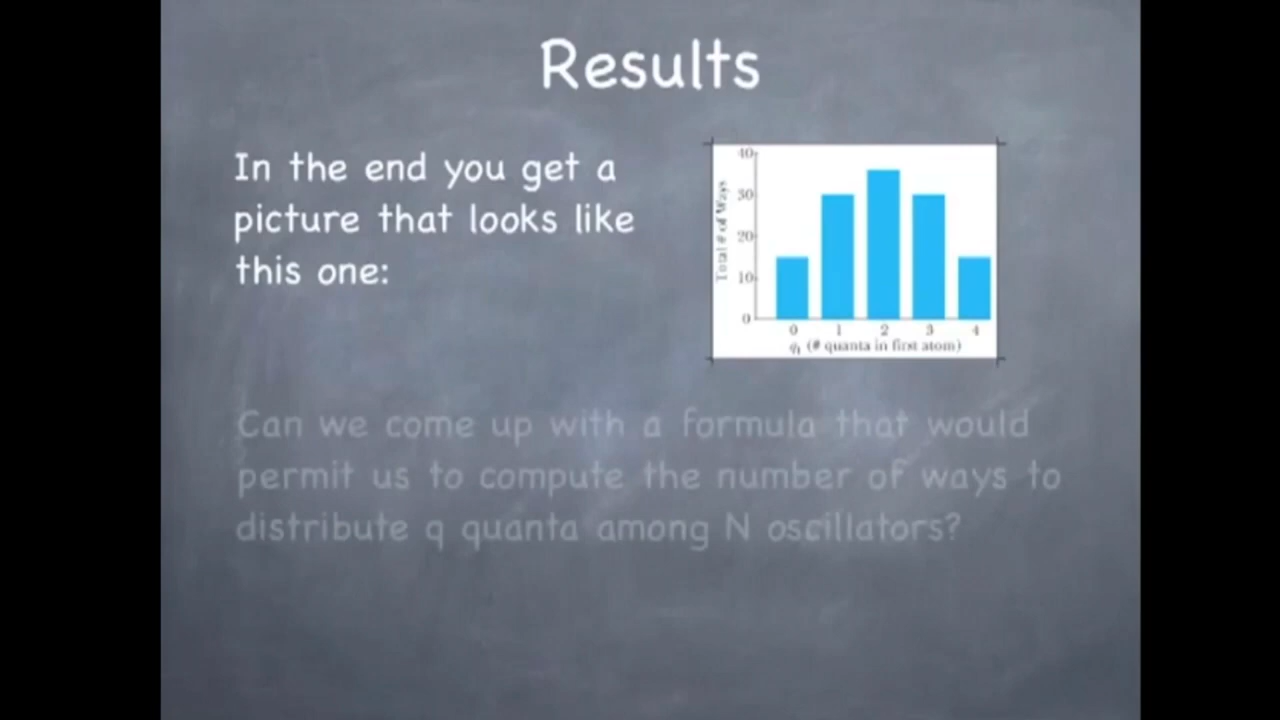 Results
In the end you get a
picture that looks like
this one:
40
30
20
10
0
Total # of Ways
0 1 2 3 4
q₁ (# quanta in first atom)
Can we come up with a formula that would
permit us to compute the number of ways to
distribute q quanta among N oscillators?